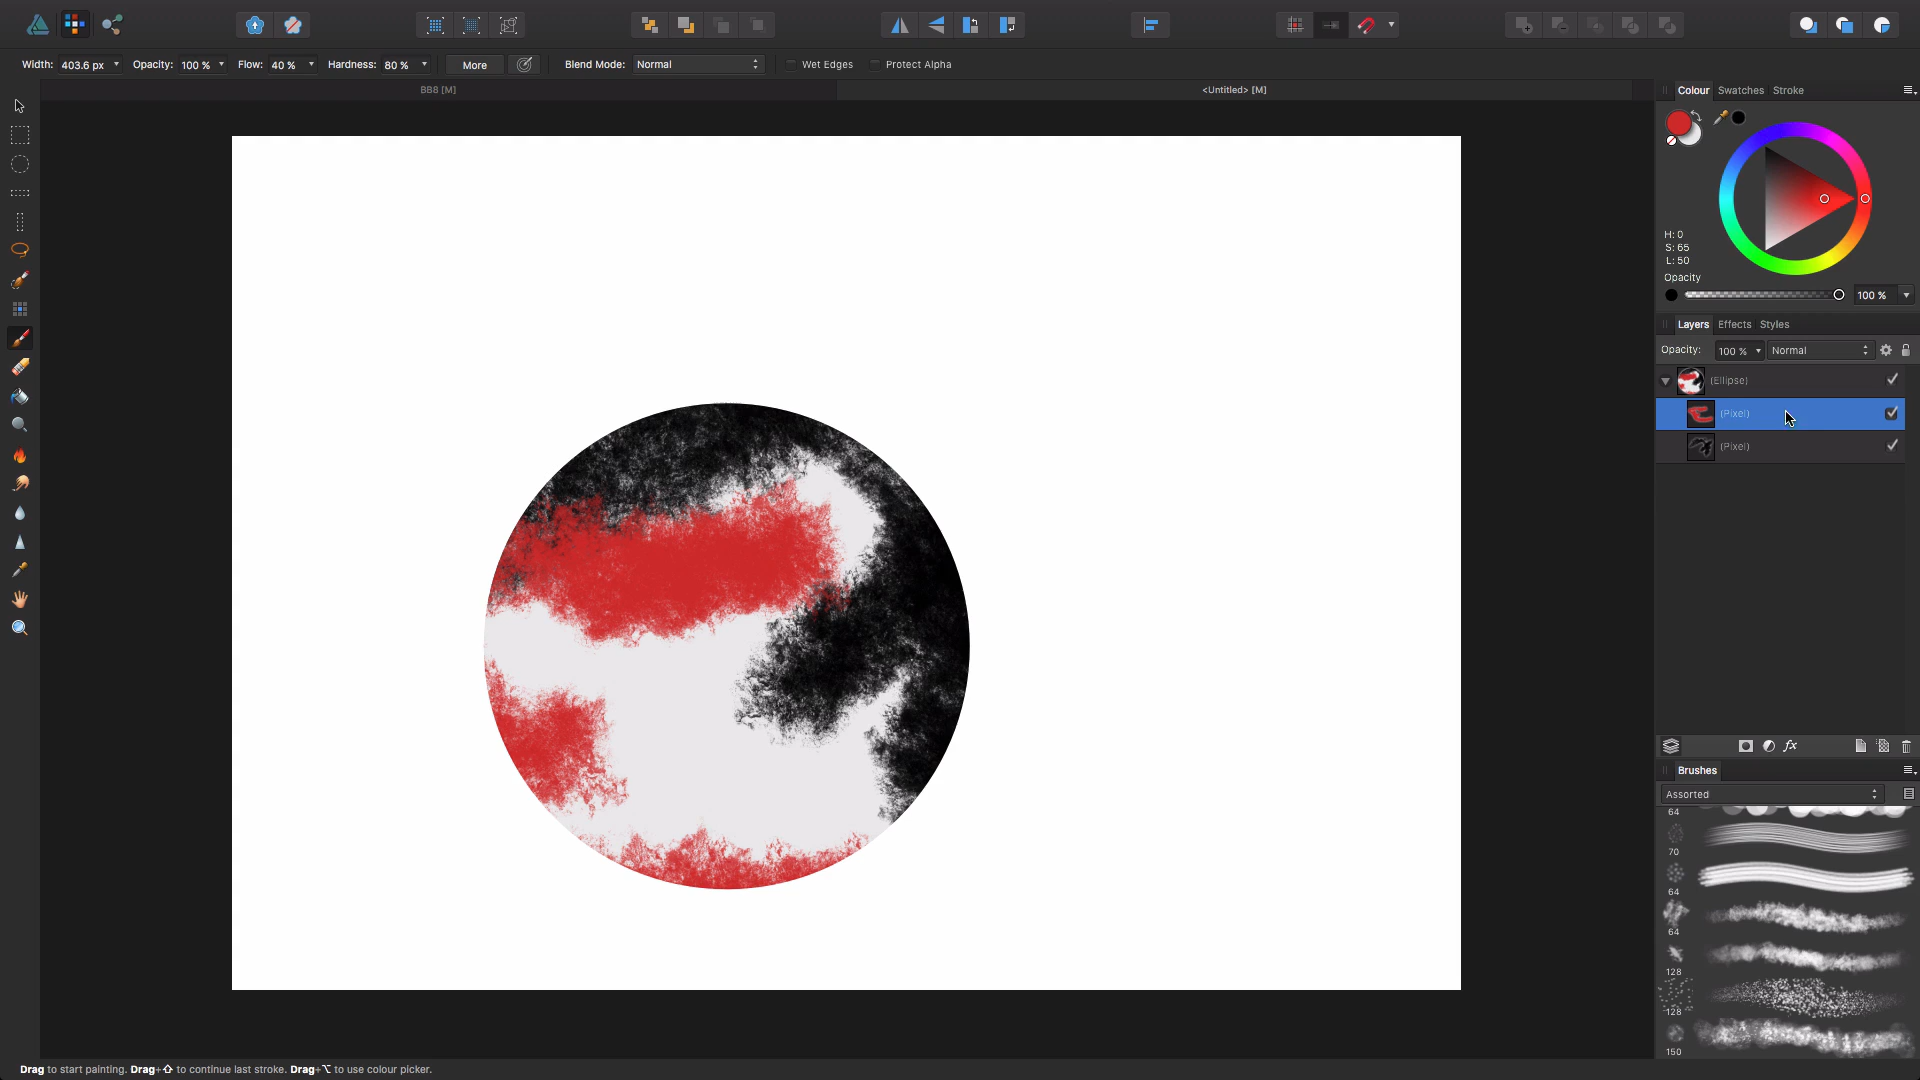 Width: 403.6 px Opacity: 100 % Flow: 40 % Hardness: 80 % More Blend Mode: Normal Wet Edges Protect Alpha
BB8 [M] <Untitled> [M]
Colour Swatches Stroke
H: 0
S: 65
L: 50
Opacity
100 %
Layers Effects Styles
Opacity: 100 % Normal
(Ellipse)
(Pixel)
(Pixel)
fx
Brushes
Assorted
64
70
64
64
128
128
150
Drag to start painting. Drag+⇧ to continue last stroke. Drag+⌥ to use colour picker.